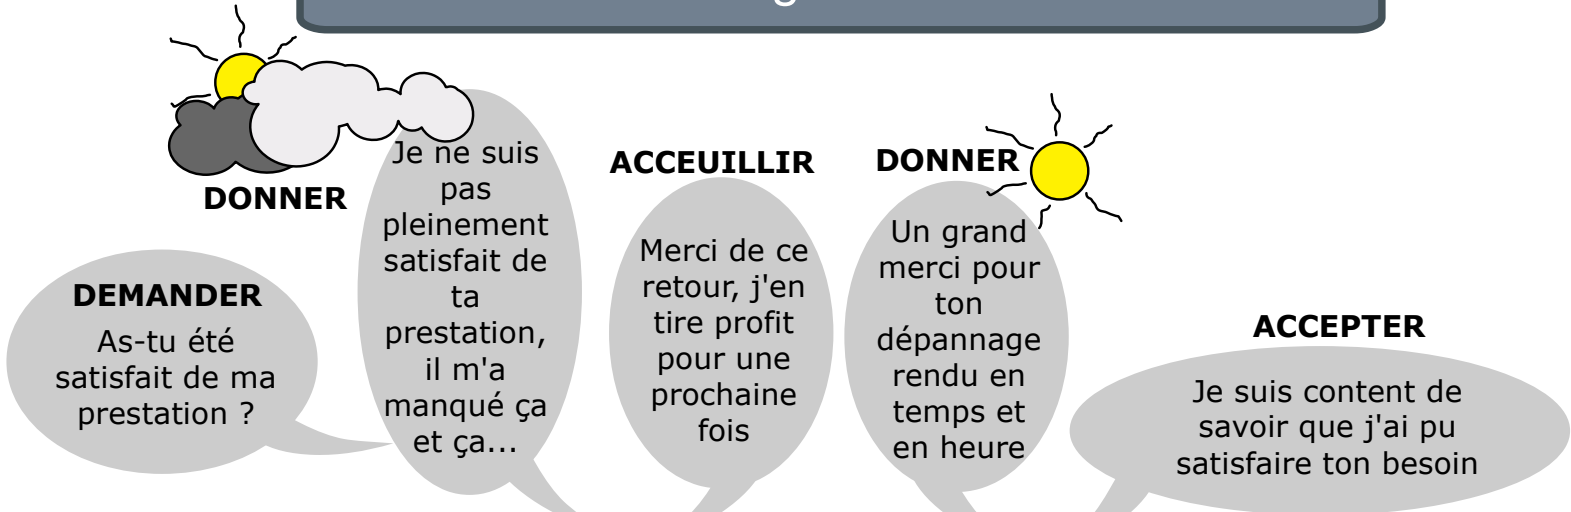 DEMANDER
As-tu été
satisfait de ma
prestation ?
DONNER
Je ne suis
pas
pleinement
satisfait de
ta
prestation,
il m'a
manqué ça
et ça...
ACCEUILLIR
Merci de ce
retour, j'en
tire profit
pour une
prochaine
fois
DONNER
Un grand
merci pour
ton
dépannage
rendu en
temps et
en heure
ACCEPTER
Je suis content de
savoir que j'ai pu
satisfaire ton besoin